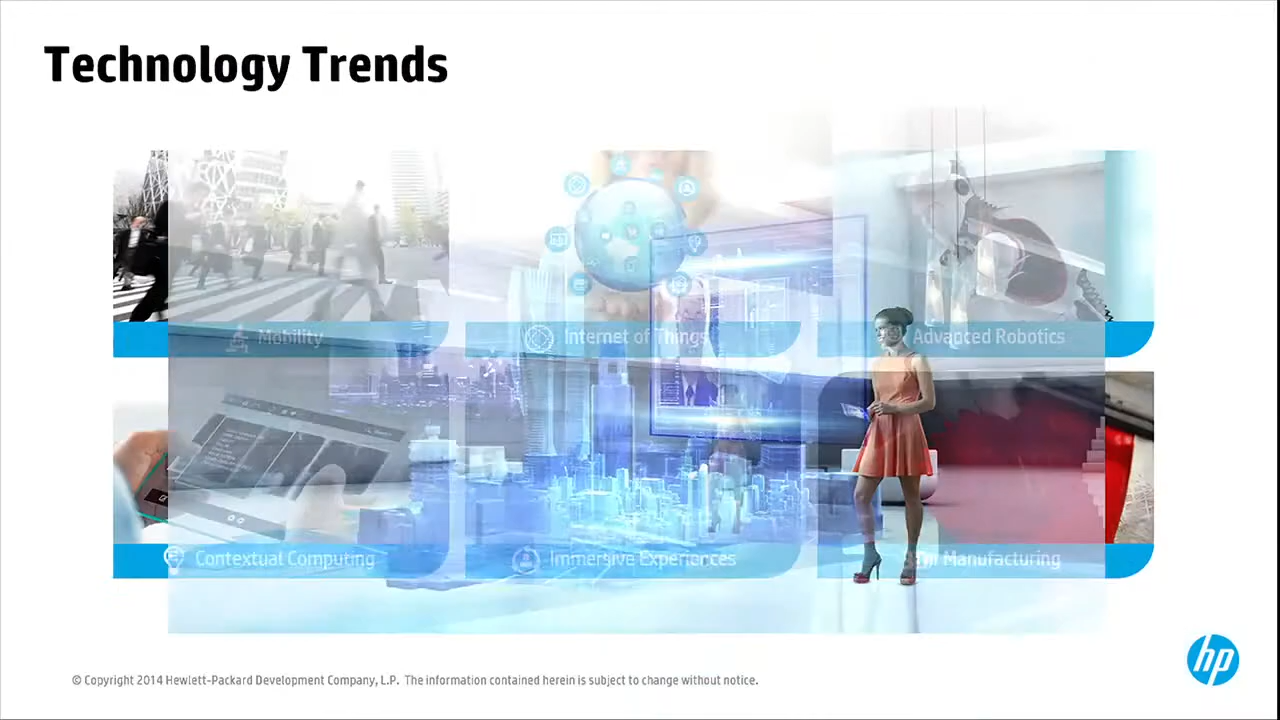 Technology Trends
Mobility
Internet of Things
Advanced Robotics
Contextual Computing
Immersive Experiences
Manufacturing
© Copyright 2014 Hewlett-Packard Development Company, L.P. The information contained herein is subject to change without notice.
hp